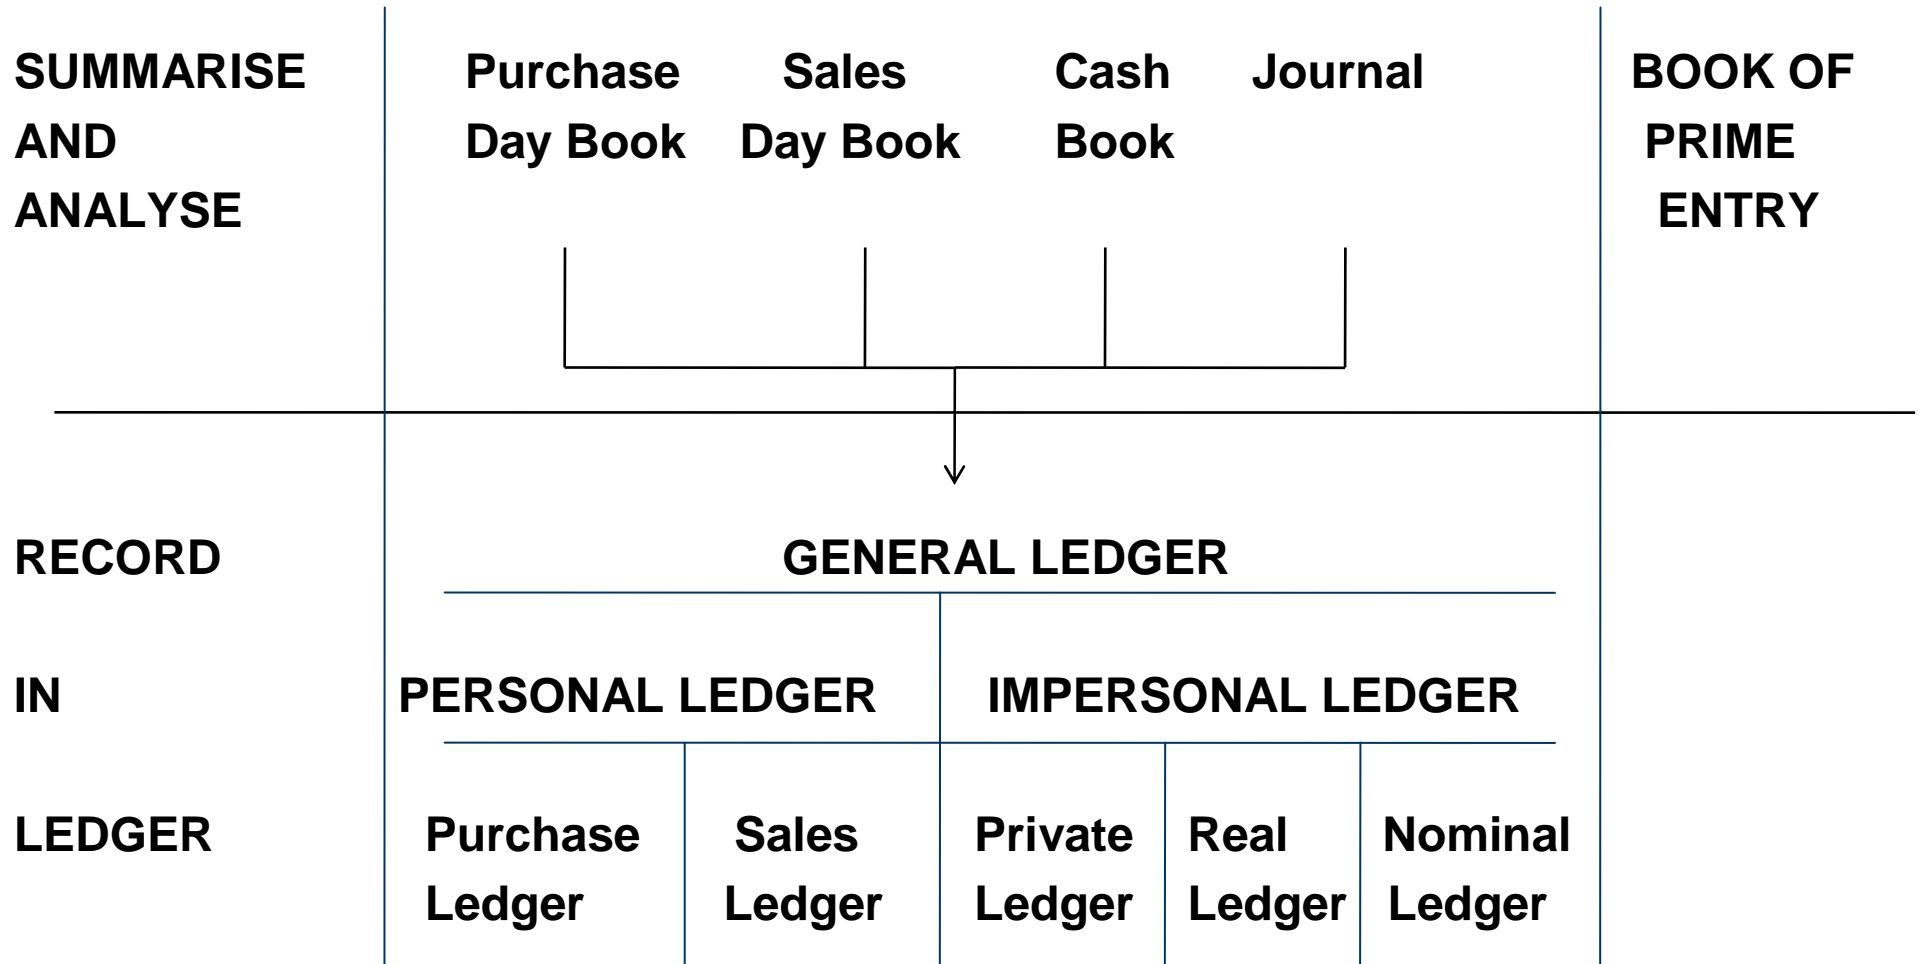 SUMMARISE Purchase Sales Cash Journal BOOK OF
AND Day Book Day Book Book PRIME
ANALYSE ENTRY
RECORD GENERAL LEDGER
IN PERSONAL LEDGER IMPERSONAL LEDGER
LEDGER Purchase Sales Private Real Nominal
Ledger Ledger Ledger Ledger Ledger